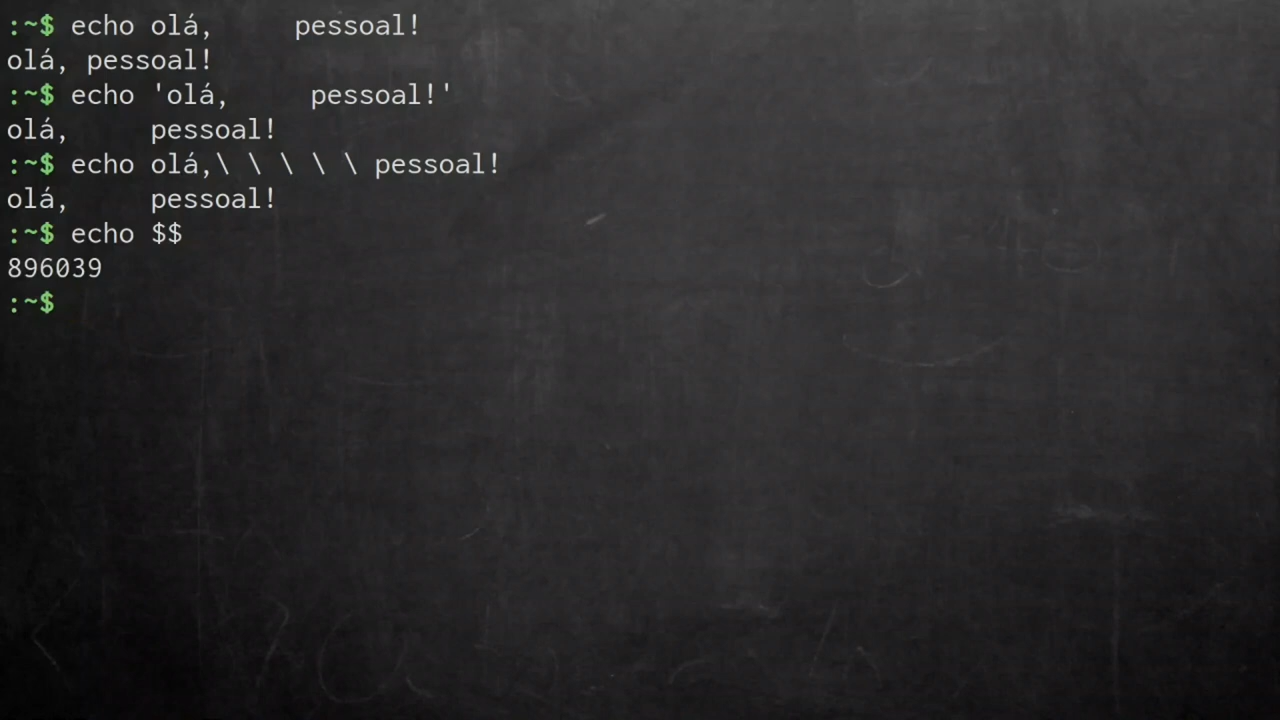 :~$ echo olá,     pessoal!
olá, pessoal!
:~$ echo 'olá,     pessoal!'
olá,     pessoal!
:~$ echo olá,\ \ \ \ \ pessoal!
olá,     pessoal!
:~$ echo $$
896039
:~$